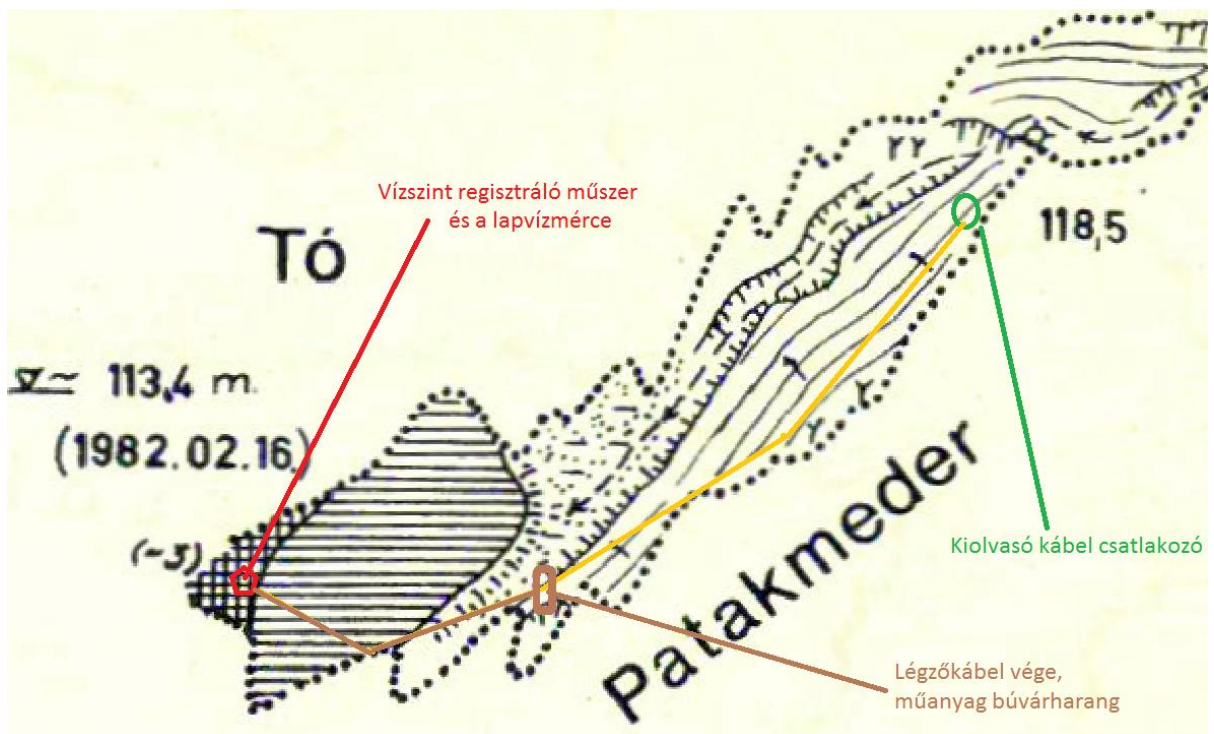 Vízszint regisztráló műszer
és a lapvízmérce
Tó
118,5
~ 113,4 m.
(1982.02.16.)
(~3)
Kiolvasó kábel csatlakozó
Patakmeder
Légzőkábel vége,
műanyag búvárharang